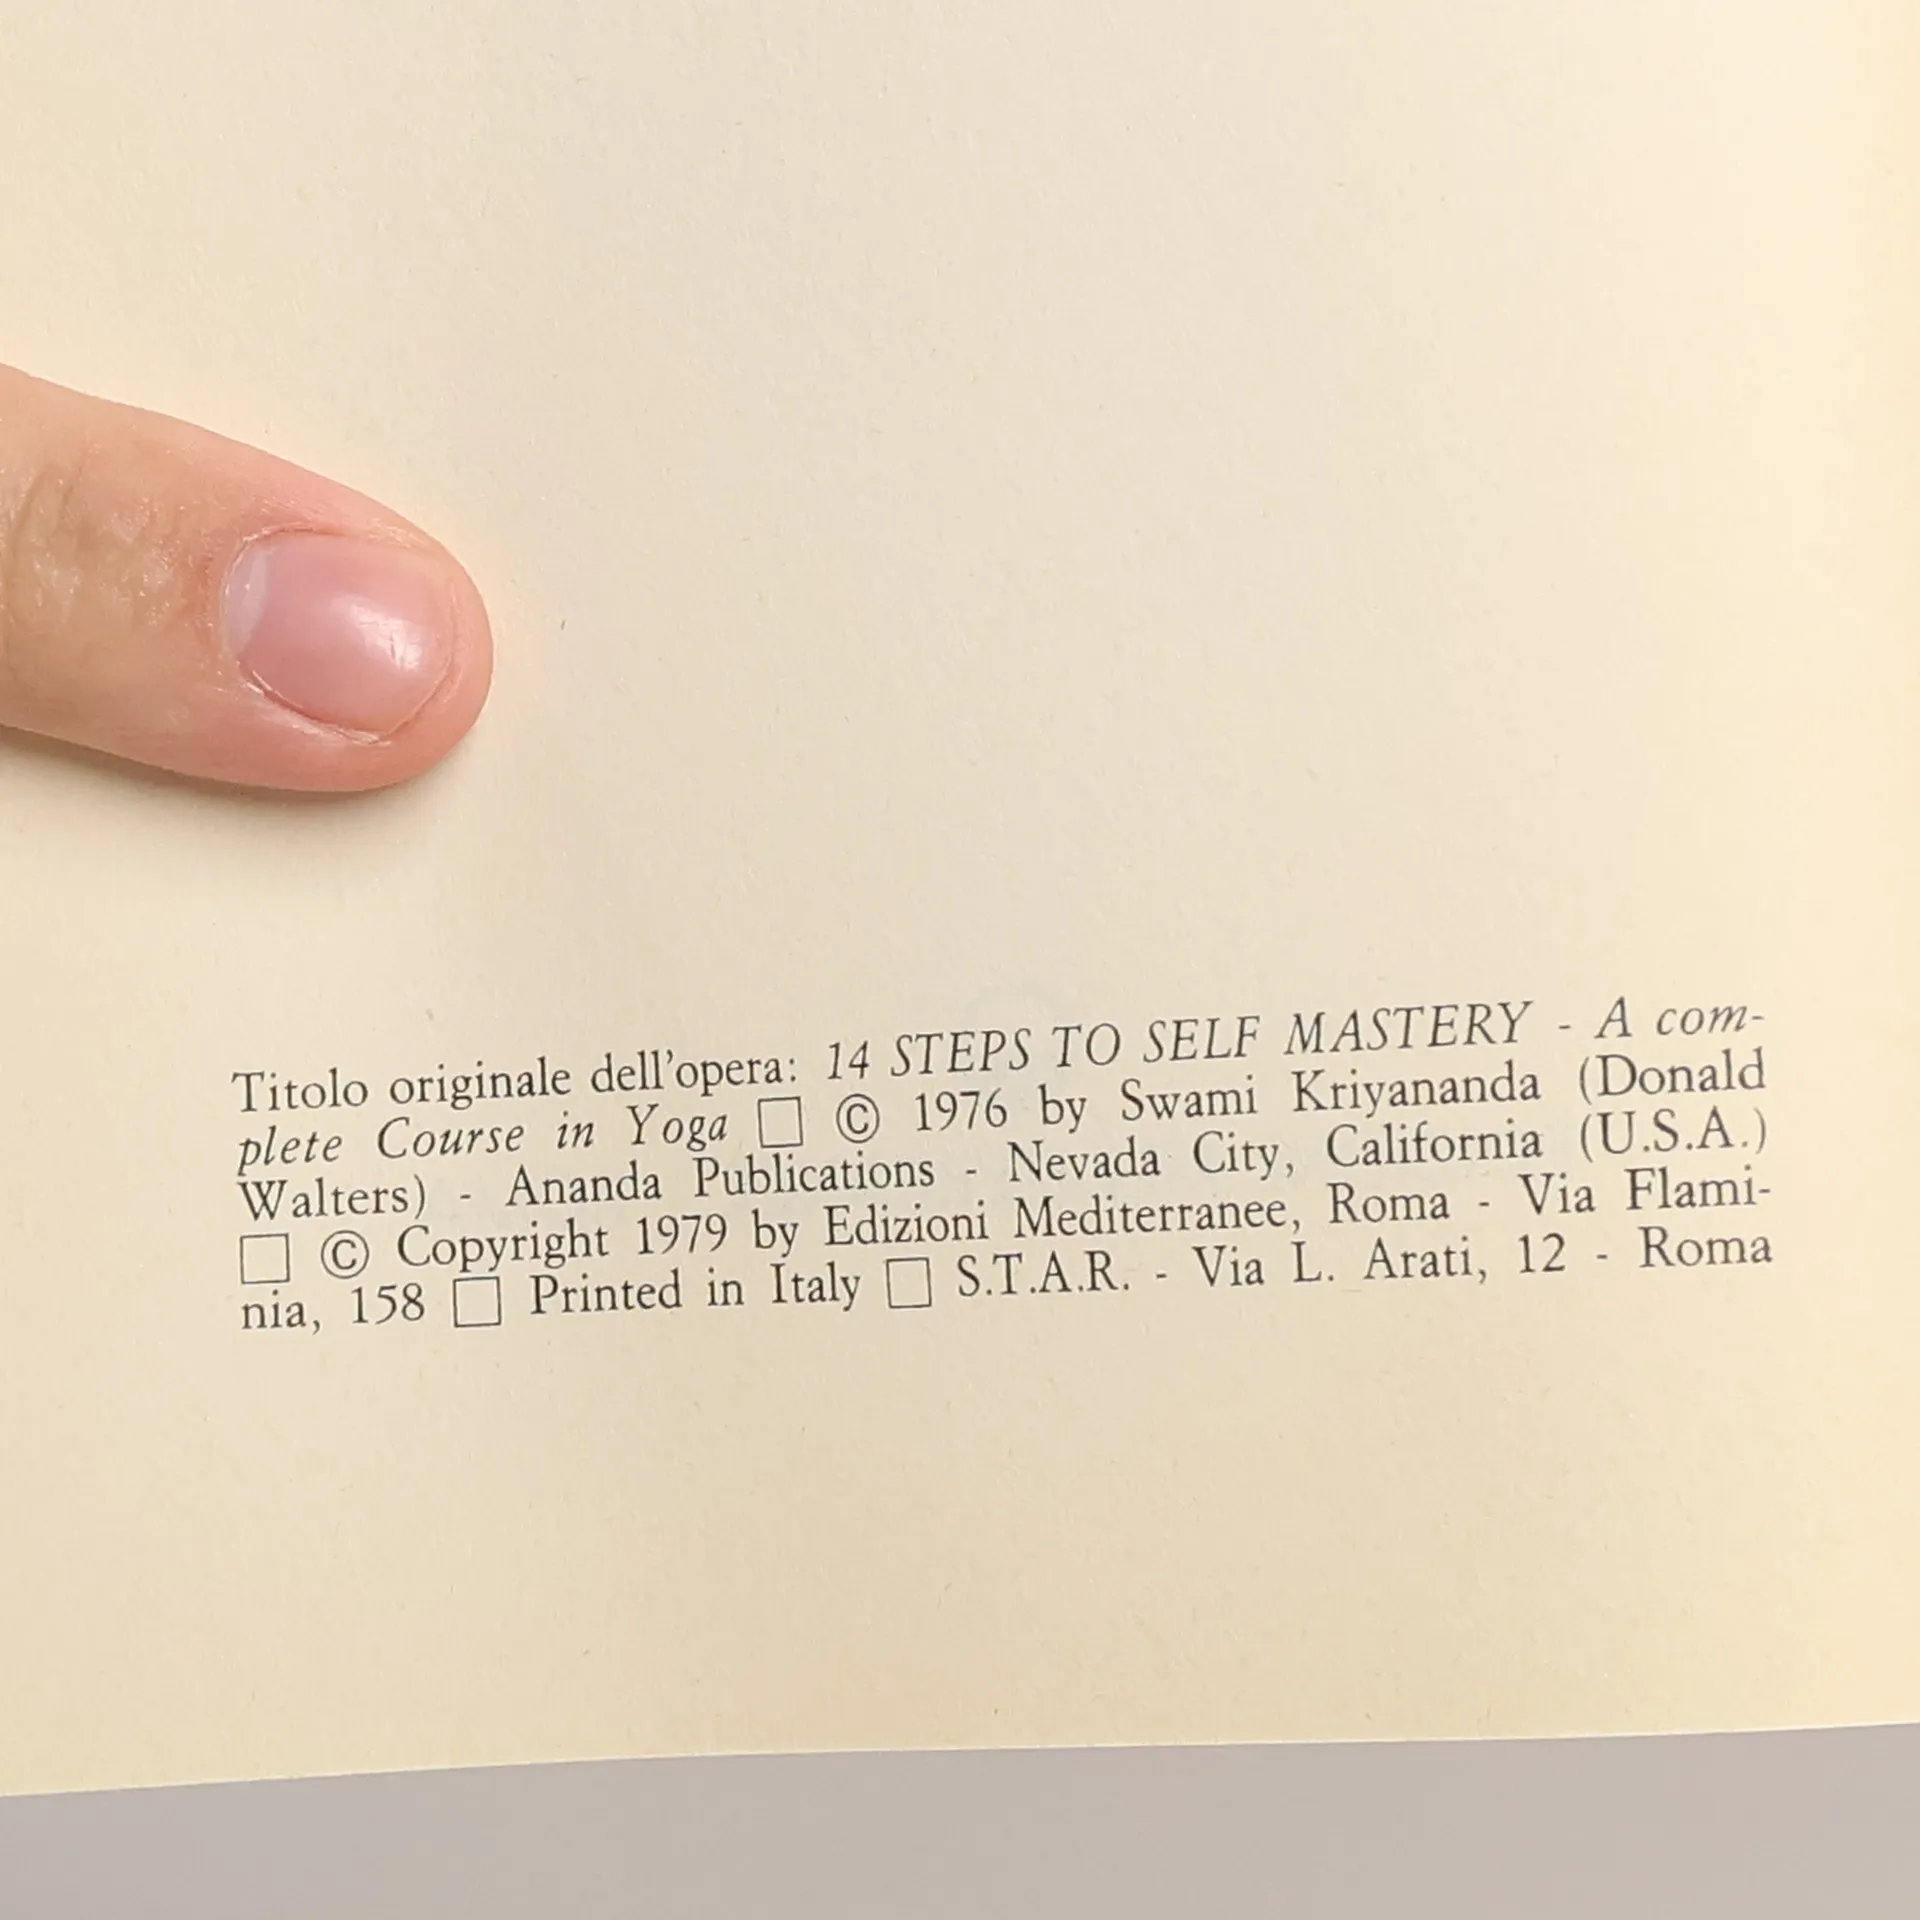 Titolo originale dell'opera: 14 STEPS TO SELF MASTERY - A com-
plete Course in Yoga □ © 1976 by Swami Kriyananda (Donald
Walters) - Ananda Publications - Nevada City, California (U.S.A.)
□ © Copyright 1979 by Edizioni Mediterranee, Roma - Via Flami-
nia, 158 □ Printed in Italy □ S.T.A.R. - Via L. Arati, 12 - Roma